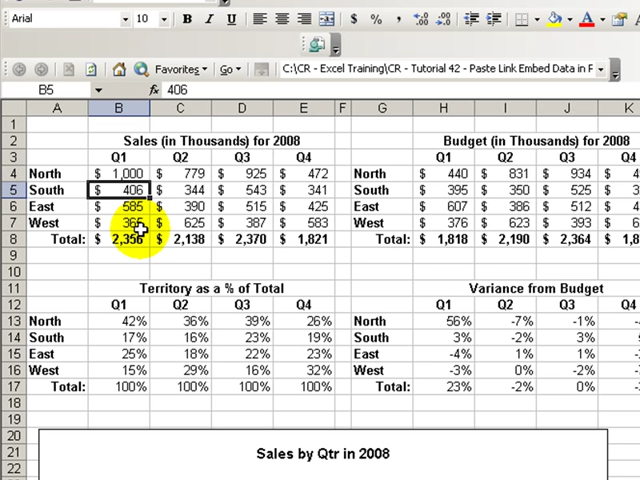 Arial 10 B I U $ % ,
Favorites Go C:\CR - Excel Training\CR - Tutorial 42 - Paste Link Embed Data in P
B5 406
A B C D E F G H I J K
1
2 Sales (in Thousands) for 2008 Budget (in Thousands) for 2008
3 Q1 Q2 Q3 Q4 Q1 Q2 Q3 Q4
4 North $ 1,000 $ 779 $ 925 $ 472 North $ 440 $ 831 $ 934 $ 4
5 South $ 406 $ 344 $ 543 $ 341 South $ 395 $ 350 $ 525 $ 3
6 East $ 585 $ 390 $ 515 $ 425 East $ 607 $ 386 $ 512 $ 4
7 West $ 365 $ 625 $ 387 $ 583 West $ 376 $ 623 $ 393 $ 6
8 Total: $ 2,356 $ 2,138 $ 2,370 $ 1,821 Total: $ 1,818 $ 2,190 $ 2,364 $ 1,8
9
10
11 Territory as a % of Total Variance from Budget
12 Q1 Q2 Q3 Q4 Q1 Q2 Q3 Q4
13 North 42% 36% 39% 26% North 56% -7% -1% -
14 South 17% 16% 23% 19% South 3% -2% 3%
15 East 25% 18% 22% 23% East -4% 1% 1% -
16 West 15% 29% 16% 32% West -3% 0% -2% -
17 Total: 100% 100% 100% 100% Total: 23% -2% 0% -
18
19
20
21 Sales by Qtr in 2008
22